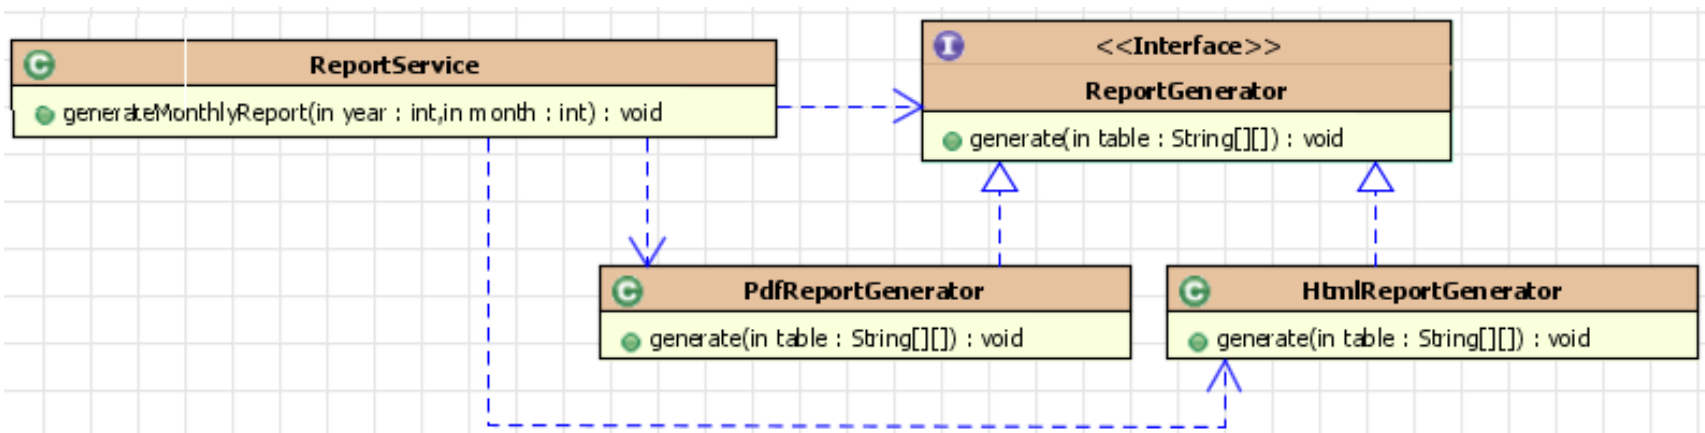 C ReportService
generateMonthlyReport(in year : int,in month : int) : void
I <<Interface>>
ReportGenerator
generate(in table : String[][]) : void
C PdfReportGenerator
generate(in table : String[][]) : void
C HtmlReportGenerator
generate(in table : String[][]) : void